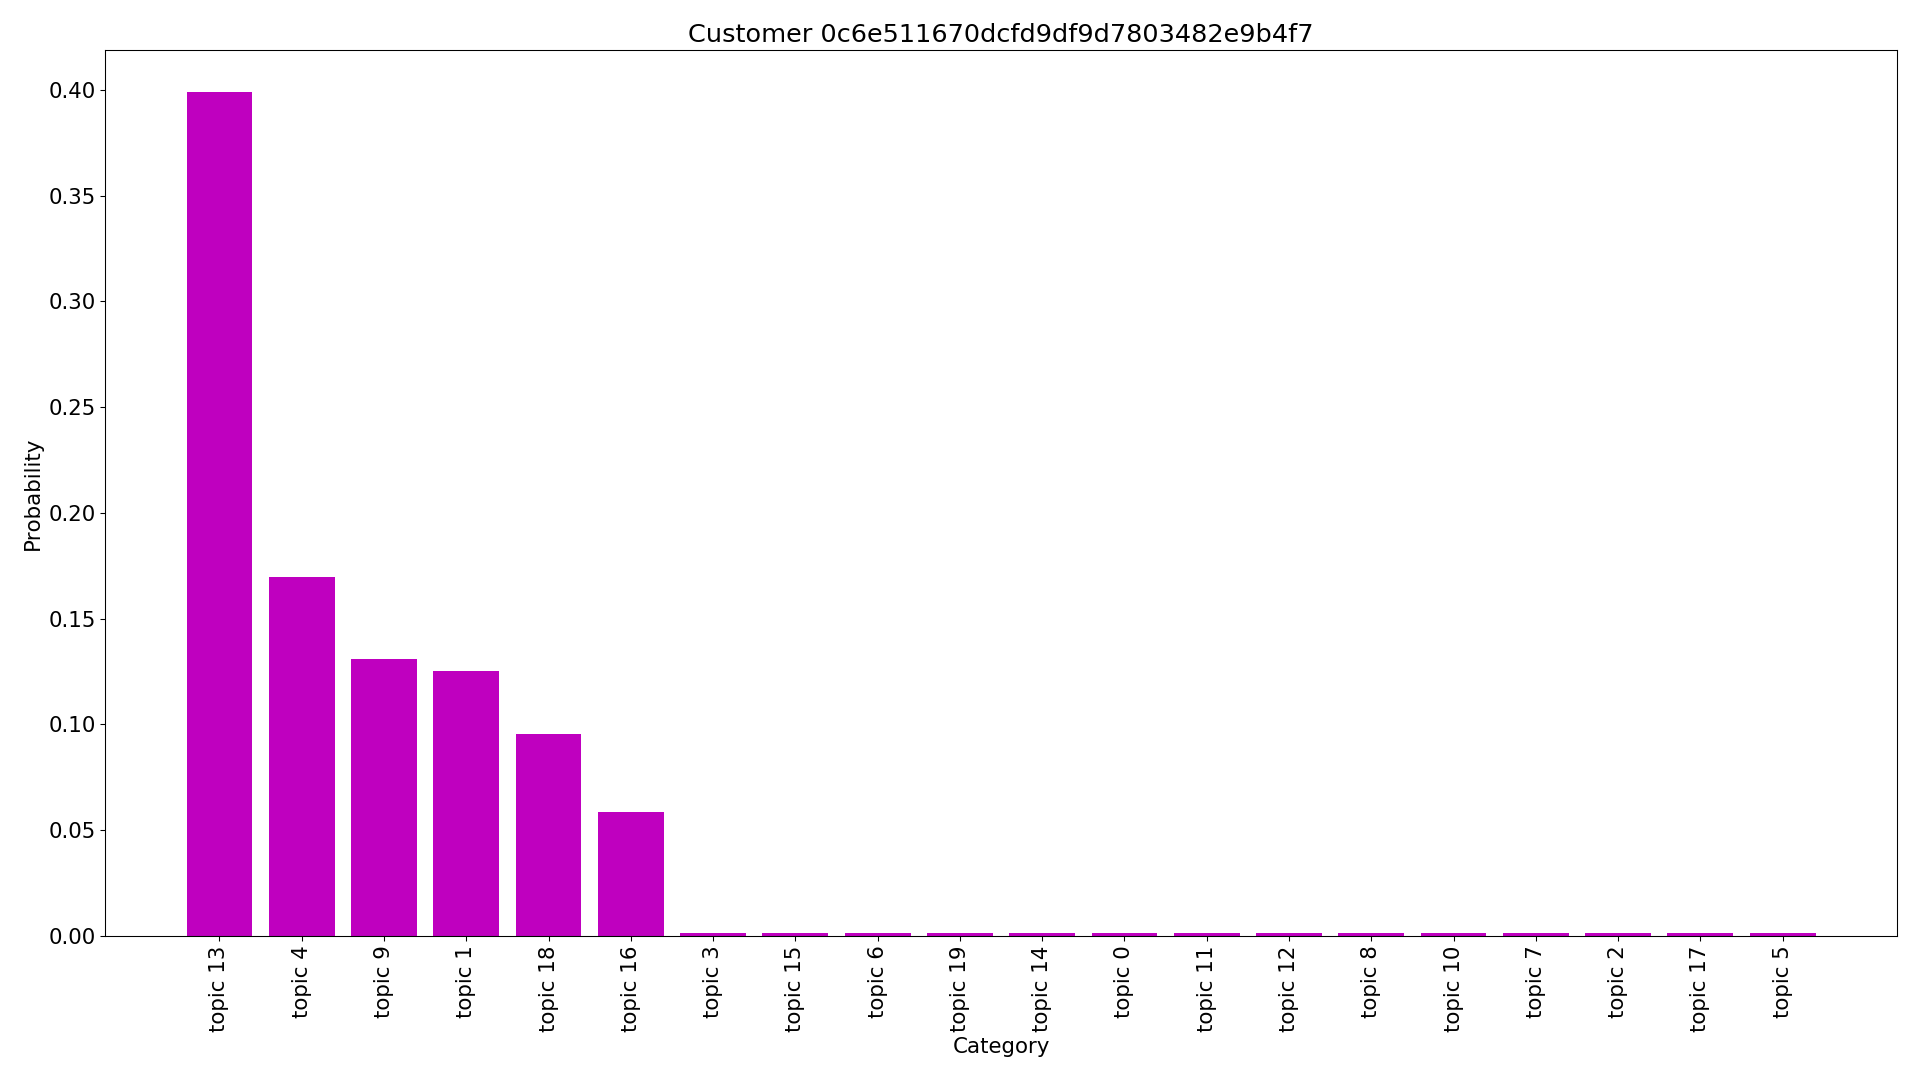 Customer 0c6e511670dcfd9df9d7803482e9b4f7
Probability
0.40
0.35
0.30
0.25
0.20
0.15
0.10
0.05
0.00
topic 13
topic 4
topic 9
topic 1
topic 18
topic 16
topic 3
topic 15
topic 6
topic 19
topic 14
topic 0
topic 11
topic 12
topic 8
topic 10
topic 7
topic 2
topic 17
topic 5
Category